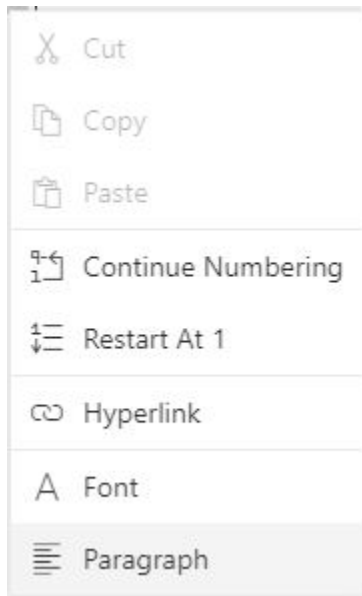 Cut
Copy
Paste
Continue Numbering
Restart At 1
Hyperlink
Font
Paragraph